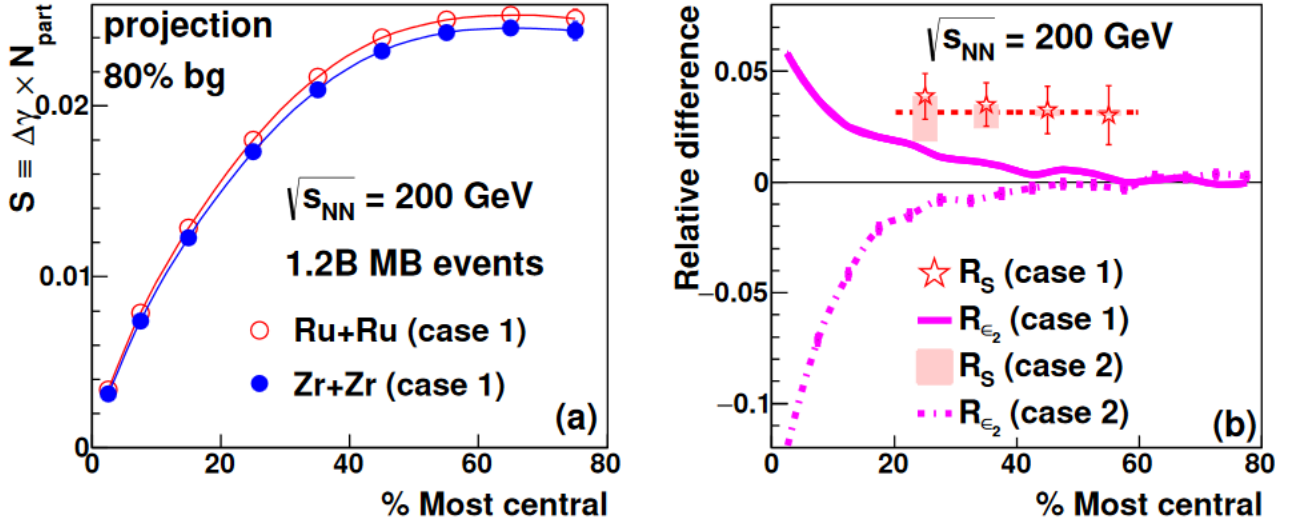 S ≡ Δγ × N_part
projection
80% bg
0.02
0.01
0
√s_NN = 200 GeV
1.2B MB events
Ru+Ru (case 1)
Zr+Zr (case 1)
(a)
0 20 40 60 80
% Most central
Relative difference
√s_NN = 200 GeV
0.05
0
−0.05
−0.1
R_S (case 1)
R_ϵ₂ (case 1)
R_S (case 2)
R_ϵ₂ (case 2)
(b)
0 20 40 60 80
% Most central